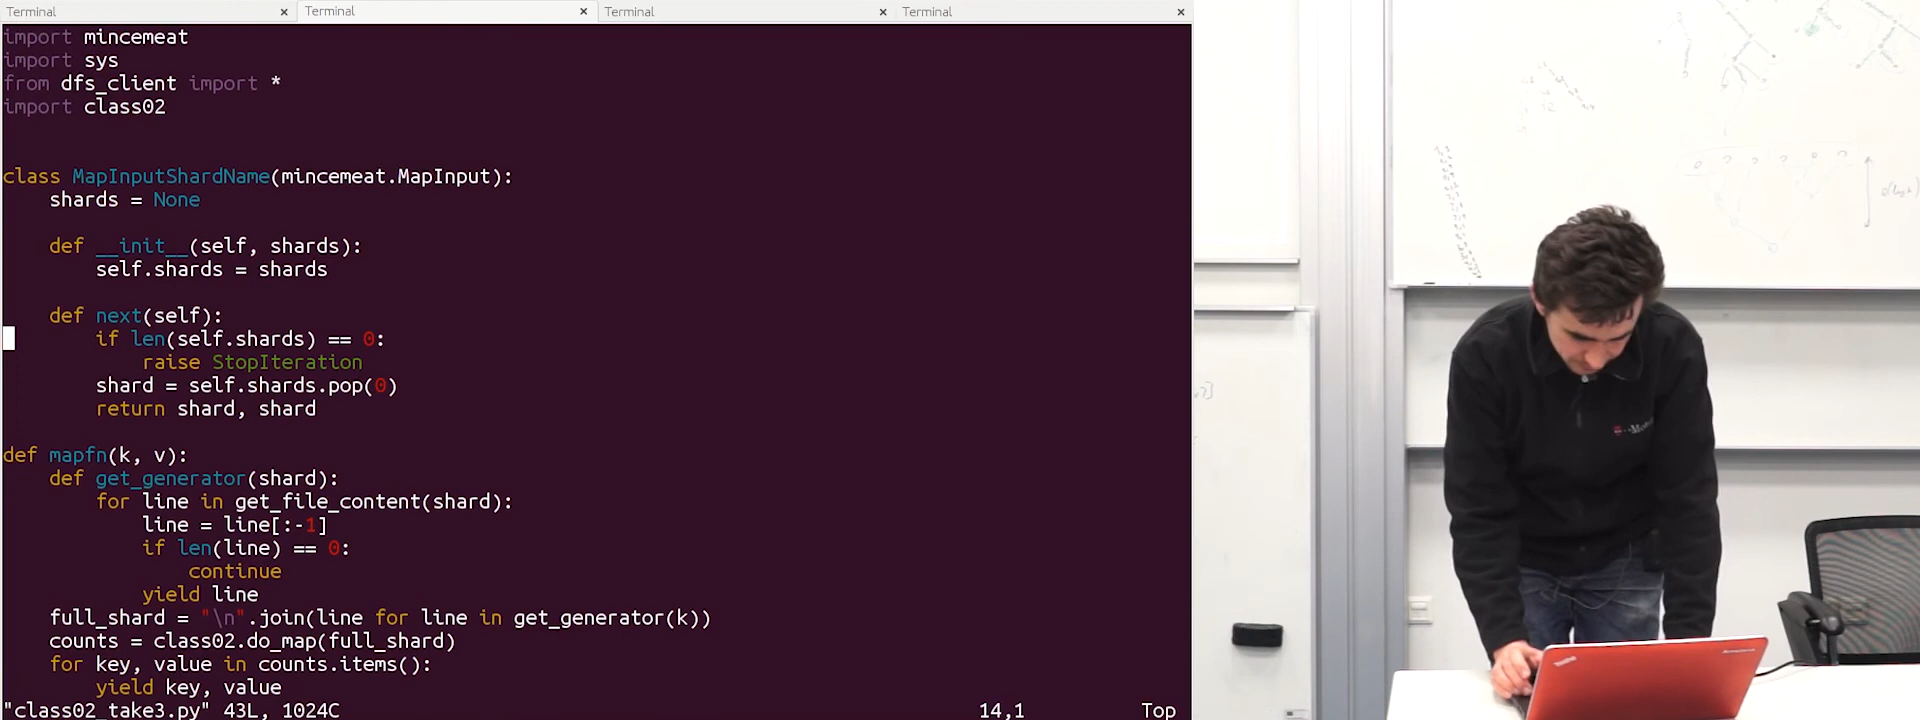 Terminal × Terminal × Terminal × Terminal ×
import mincemeat
import sys
from dfs_client import *
import class02
class MapInputShardName(mincemeat.MapInput):
    shards = None
    def __init__(self, shards):
        self.shards = shards
    def next(self):
        if len(self.shards) == 0:
            raise StopIteration
        shard = self.shards.pop(0)
        return shard, shard
def mapfn(k, v):
    def get_generator(shard):
        for line in get_file_content(shard):
            line = line[:-1]
            if len(line) == 0:
                continue
            yield line
    full_shard = "\n".join(line for line in get_generator(k))
    counts = class02.do_map(full_shard)
    for key, value in counts.items():
        yield key, value
"class02_take3.py" 43L, 1024C 14,1 Top